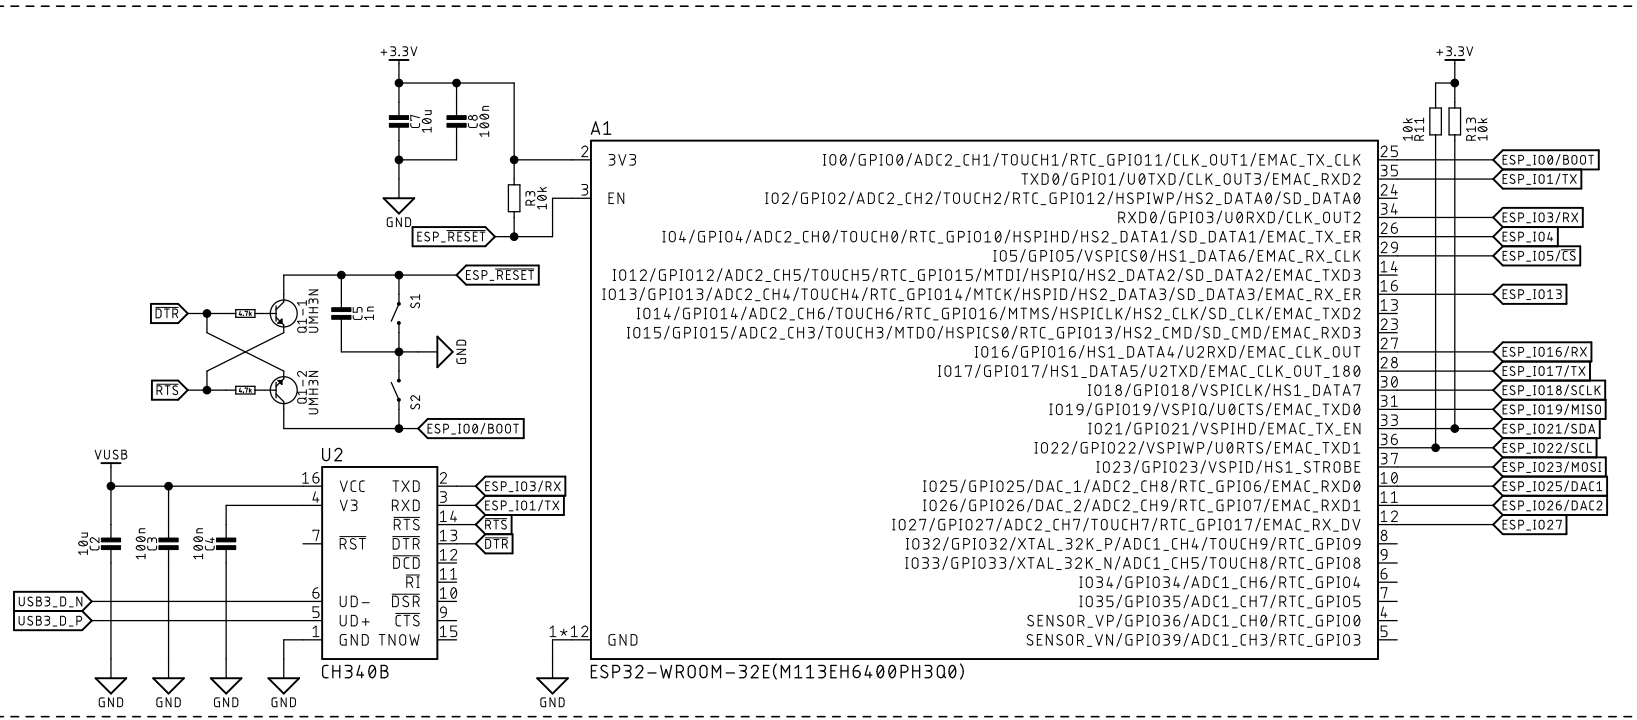 +3.3V
C7
10u
C8
100n
R3
10k
GND
ESP_RESET
A1
2
3V3
3
EN
1*12
GND
GND
IO0/GPIO0/ADC2_CH1/TOUCH1/RTC_GPIO11/CLK_OUT1/EMAC_TX_CLK 25 ESP_IO0/BOOT
TXD0/GPIO1/U0TXD/CLK_OUT3/EMAC_RXD2 35 ESP_IO1/TX
IO2/GPIO2/ADC2_CH2/TOUCH2/RTC_GPIO12/HSPIWP/HS2_DATA0/SD_DATA0 24
RXD0/GPIO3/U0RXD/CLK_OUT2 34 ESP_IO3/RX
IO4/GPIO4/ADC2_CH0/TOUCH0/RTC_GPIO10/HSPIHD/HS2_DATA1/SD_DATA1/EMAC_TX_ER 26 ESP_IO4
IO5/GPIO5/VSPICS0/HS1_DATA6/EMAC_RX_CLK 29 ESP_IO5/CS
IO12/GPIO12/ADC2_CH5/TOUCH5/RTC_GPIO15/MTDI/HSPIQ/HS2_DATA2/SD_DATA2/EMAC_TXD3 14
IO13/GPIO13/ADC2_CH4/TOUCH4/RTC_GPIO14/MTCK/HSPID/HS2_DATA3/SD_DATA3/EMAC_RX_ER 16 ESP_IO13
IO14/GPIO14/ADC2_CH6/TOUCH6/RTC_GPIO16/MTMS/HSPICLK/HS2_CLK/SD_CLK/EMAC_TXD2 13
IO15/GPIO15/ADC2_CH3/TOUCH3/MTDO/HSPICS0/RTC_GPIO13/HS2_CMD/SD_CMD/EMAC_RXD3 23
IO16/GPIO16/HS1_DATA4/U2RXD/EMAC_CLK_OUT 27 ESP_IO16/RX
IO17/GPIO17/HS1_DATA5/U2TXD/EMAC_CLK_OUT_180 28 ESP_IO17/TX
IO18/GPIO18/VSPICLK/HS1_DATA7 30 ESP_IO18/SCLK
IO19/GPIO19/VSPIQ/U0CTS/EMAC_TXD0 31 ESP_IO19/MISO
IO21/GPIO21/VSPIHD/EMAC_TX_EN 33 ESP_IO21/SDA
IO22/GPIO22/VSPIWP/U0RTS/EMAC_TXD1 36 ESP_IO22/SCL
IO23/GPIO23/VSPID/HS1_STROBE 37 ESP_IO23/MOSI
IO25/GPIO25/DAC_1/ADC2_CH8/RTC_GPIO6/EMAC_RXD0 10 ESP_IO25/DAC1
IO26/GPIO26/DAC_2/ADC2_CH9/RTC_GPIO7/EMAC_RXD1 11 ESP_IO26/DAC2
IO27/GPIO27/ADC2_CH7/TOUCH7/RTC_GPIO17/EMAC_RX_DV 12 ESP_IO27
IO32/GPIO32/XTAL_32K_P/ADC1_CH4/TOUCH9/RTC_GPIO9 8
IO33/GPIO33/XTAL_32K_N/ADC1_CH5/TOUCH8/RTC_GPIO8 9
IO34/GPIO34/ADC1_CH6/RTC_GPIO4 6
IO35/GPIO35/ADC1_CH7/RTC_GPIO5 7
SENSOR_VP/GPIO36/ADC1_CH0/RTC_GPIO0 4
SENSOR_VN/GPIO39/ADC1_CH3/RTC_GPIO3 5
ESP32-WROOM-32E(M113EH6400PH3Q0)
+3.3V
10k
R11
R13
10k
ESP_RESET
DTR
4.7k
Q1-1
UMH3N
C5
1n
S1
GND
RTS
4.7k
Q1-2
UMH3N
S2
ESP_IO0/BOOT
VUSB
10u
C2
100n
C3
100n
C4
USB3_D_N
USB3_D_P
U2
16 VCC TXD 2 ESP_IO3/RX
4 V3 RXD 3 ESP_IO1/TX
RTS 14 RTS
7 RST DTR 13 DTR
DCD 12
RI 11
6 UD- DSR 10
5 UD+ CTS 9
1 GND TNOW 15
CH340B
GND
GND
GND
GND